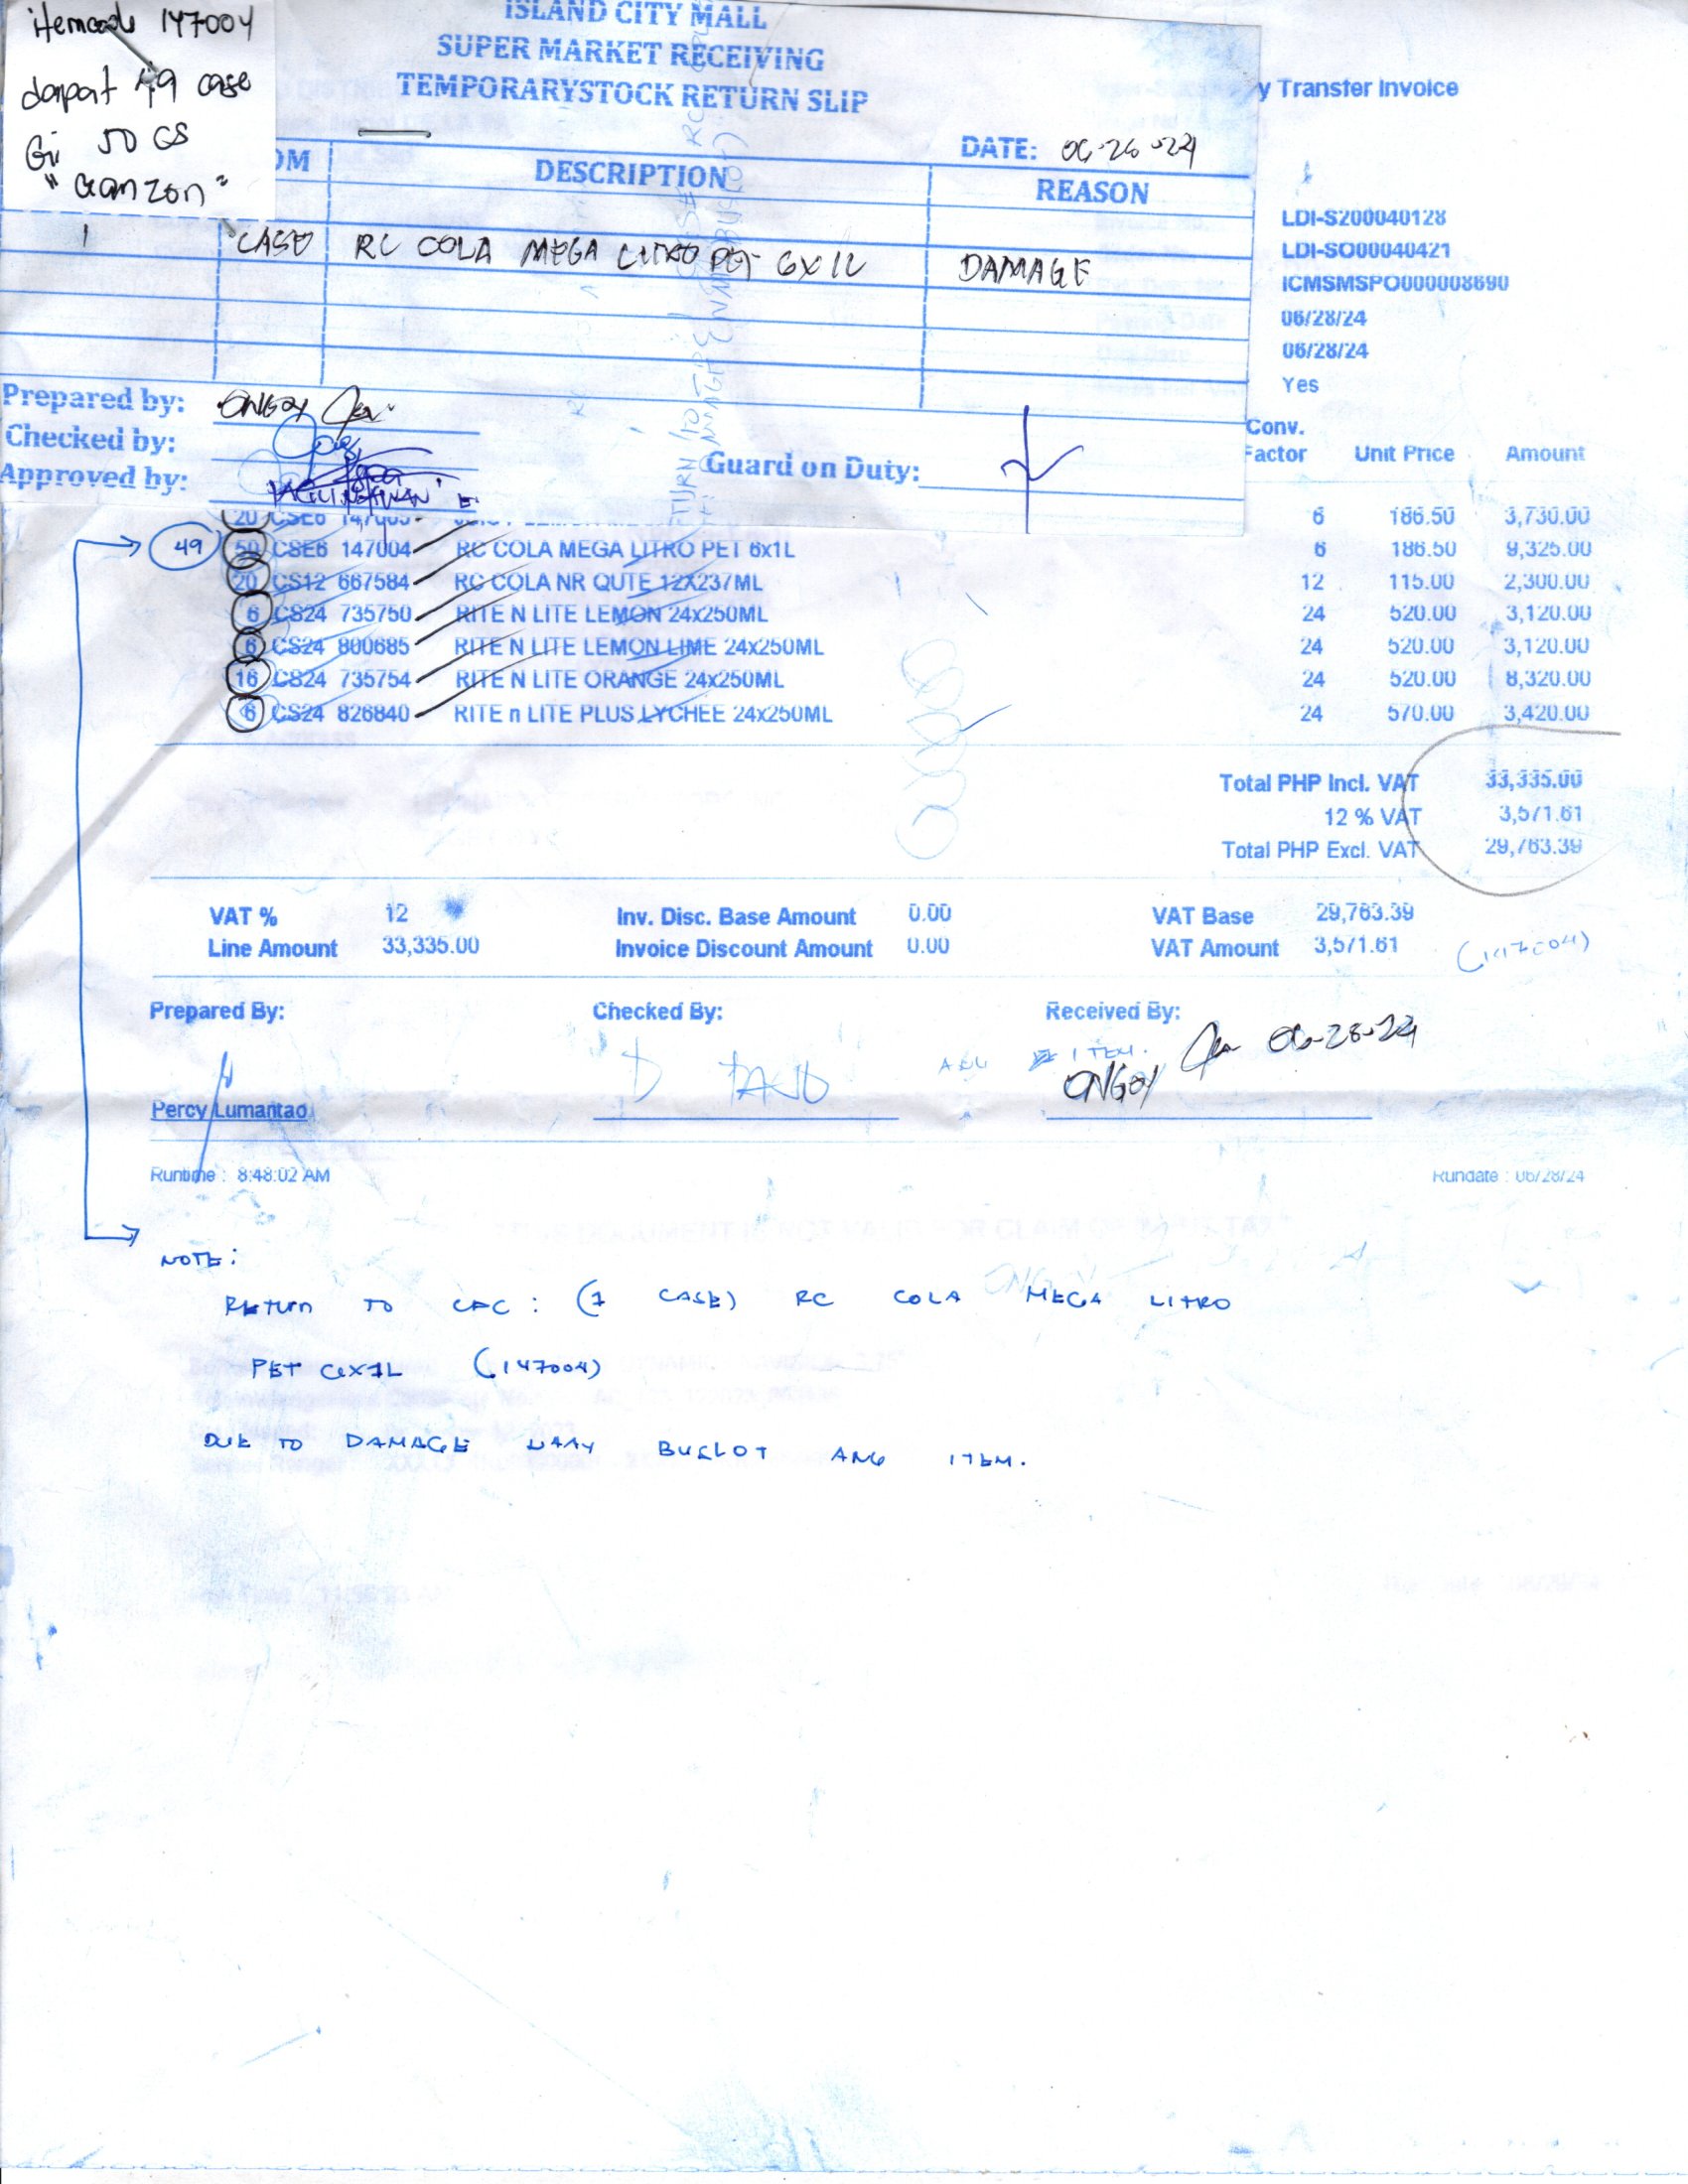 itemcode 147004
dapat 49 case
Gi 50 CS
"Ganzon"
ISLAND CITY MALL
SUPER MARKET RECEIVING
TEMPORARYSTOCK RETURN SLIP
y Transfer Invoice
DATE:
OM DESCRIPTION REASON
1 CASE RC COLA MEGA LITRO PET 6X1L DAMAGE
LDI-S200040128
LDI-SO00040421
ICMSMSPO000008690
06/28/24
06/28/24
Yes
Prepared by: ONGOY
Checked by:
Approved by:
Guard on Duty:
Conv.
Factor Unit Price Amount
20 CSE6 6 186.50 3,730.00
49 50 CSE6 147004 RC COLA MEGA LITRO PET 6x1L 6 186.50 9,325.00
20 CS12 667584 RC COLA NR QUTE 12X237ML 12 115.00 2,300.00
6 CS24 735750 RITE N LITE LEMON 24x250ML 24 520.00 3,120.00
6 CS24 800685 RITE N LITE LEMON LIME 24x250ML 24 520.00 3,120.00
16 CS24 735754 RITE N LITE ORANGE 24x250ML 24 520.00 8,320.00
6 CS24 826840 RITE n LITE PLUS LYCHEE 24x250ML 24 570.00 3,420.00
Total PHP Incl. VAT 33,335.00
12 % VAT 3,571.61
Total PHP Excl. VAT 29,763.39
VAT % 12 Inv. Disc. Base Amount 0.00 VAT Base 29,763.39
Line Amount 33,335.00 Invoice Discount Amount 0.00 VAT Amount 3,571.61
(147004)
Prepared By: Checked By: Received By:
ANG ITEM.
ONGOY 06-28-24
Percy Lumantao
Runtime : 8:48:02 AM Rundate : 06/28/24
NOTE:
RETURN TO CDC : (1 CASE) RC COLA MEGA LITRO
PET 6X1L (147004)
DUE TO DAMAGE NAAY BUSLOT ANG ITEM.